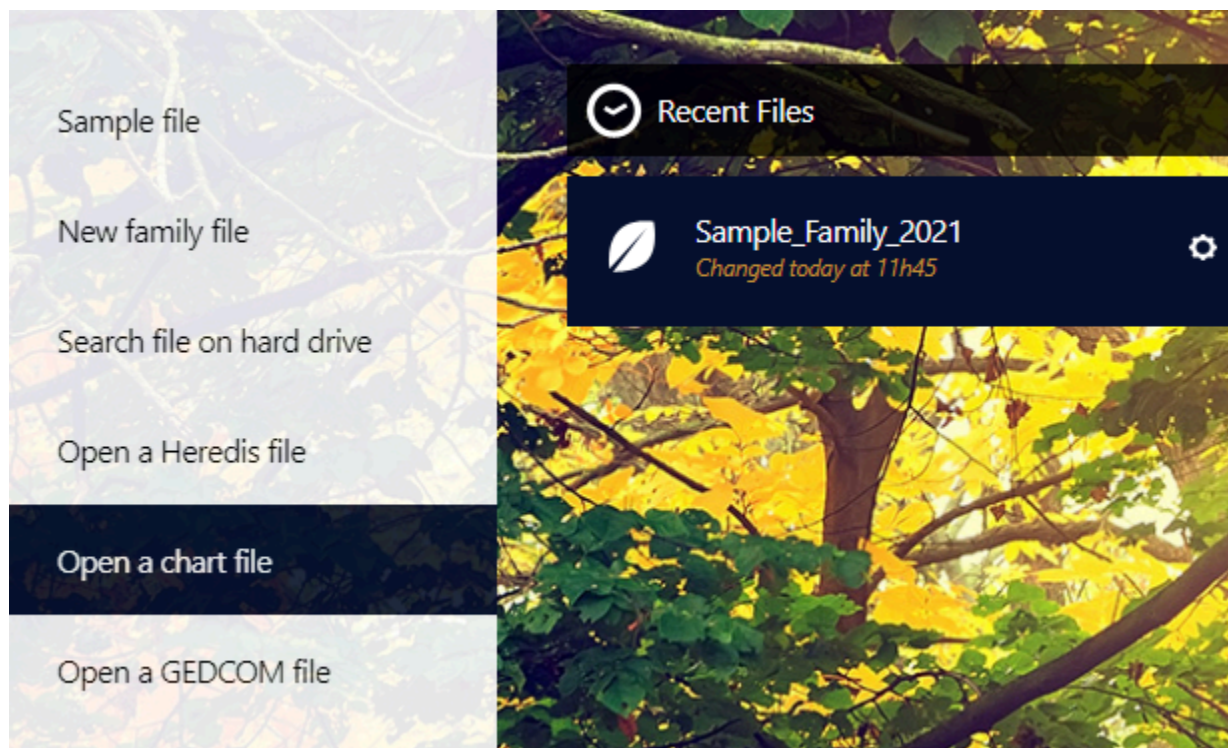 Sample file
New family file
Search file on hard drive
Open a Heredis file
Open a chart file
Open a GEDCOM file
Recent Files
Sample_Family_2021
Changed today at 11h45